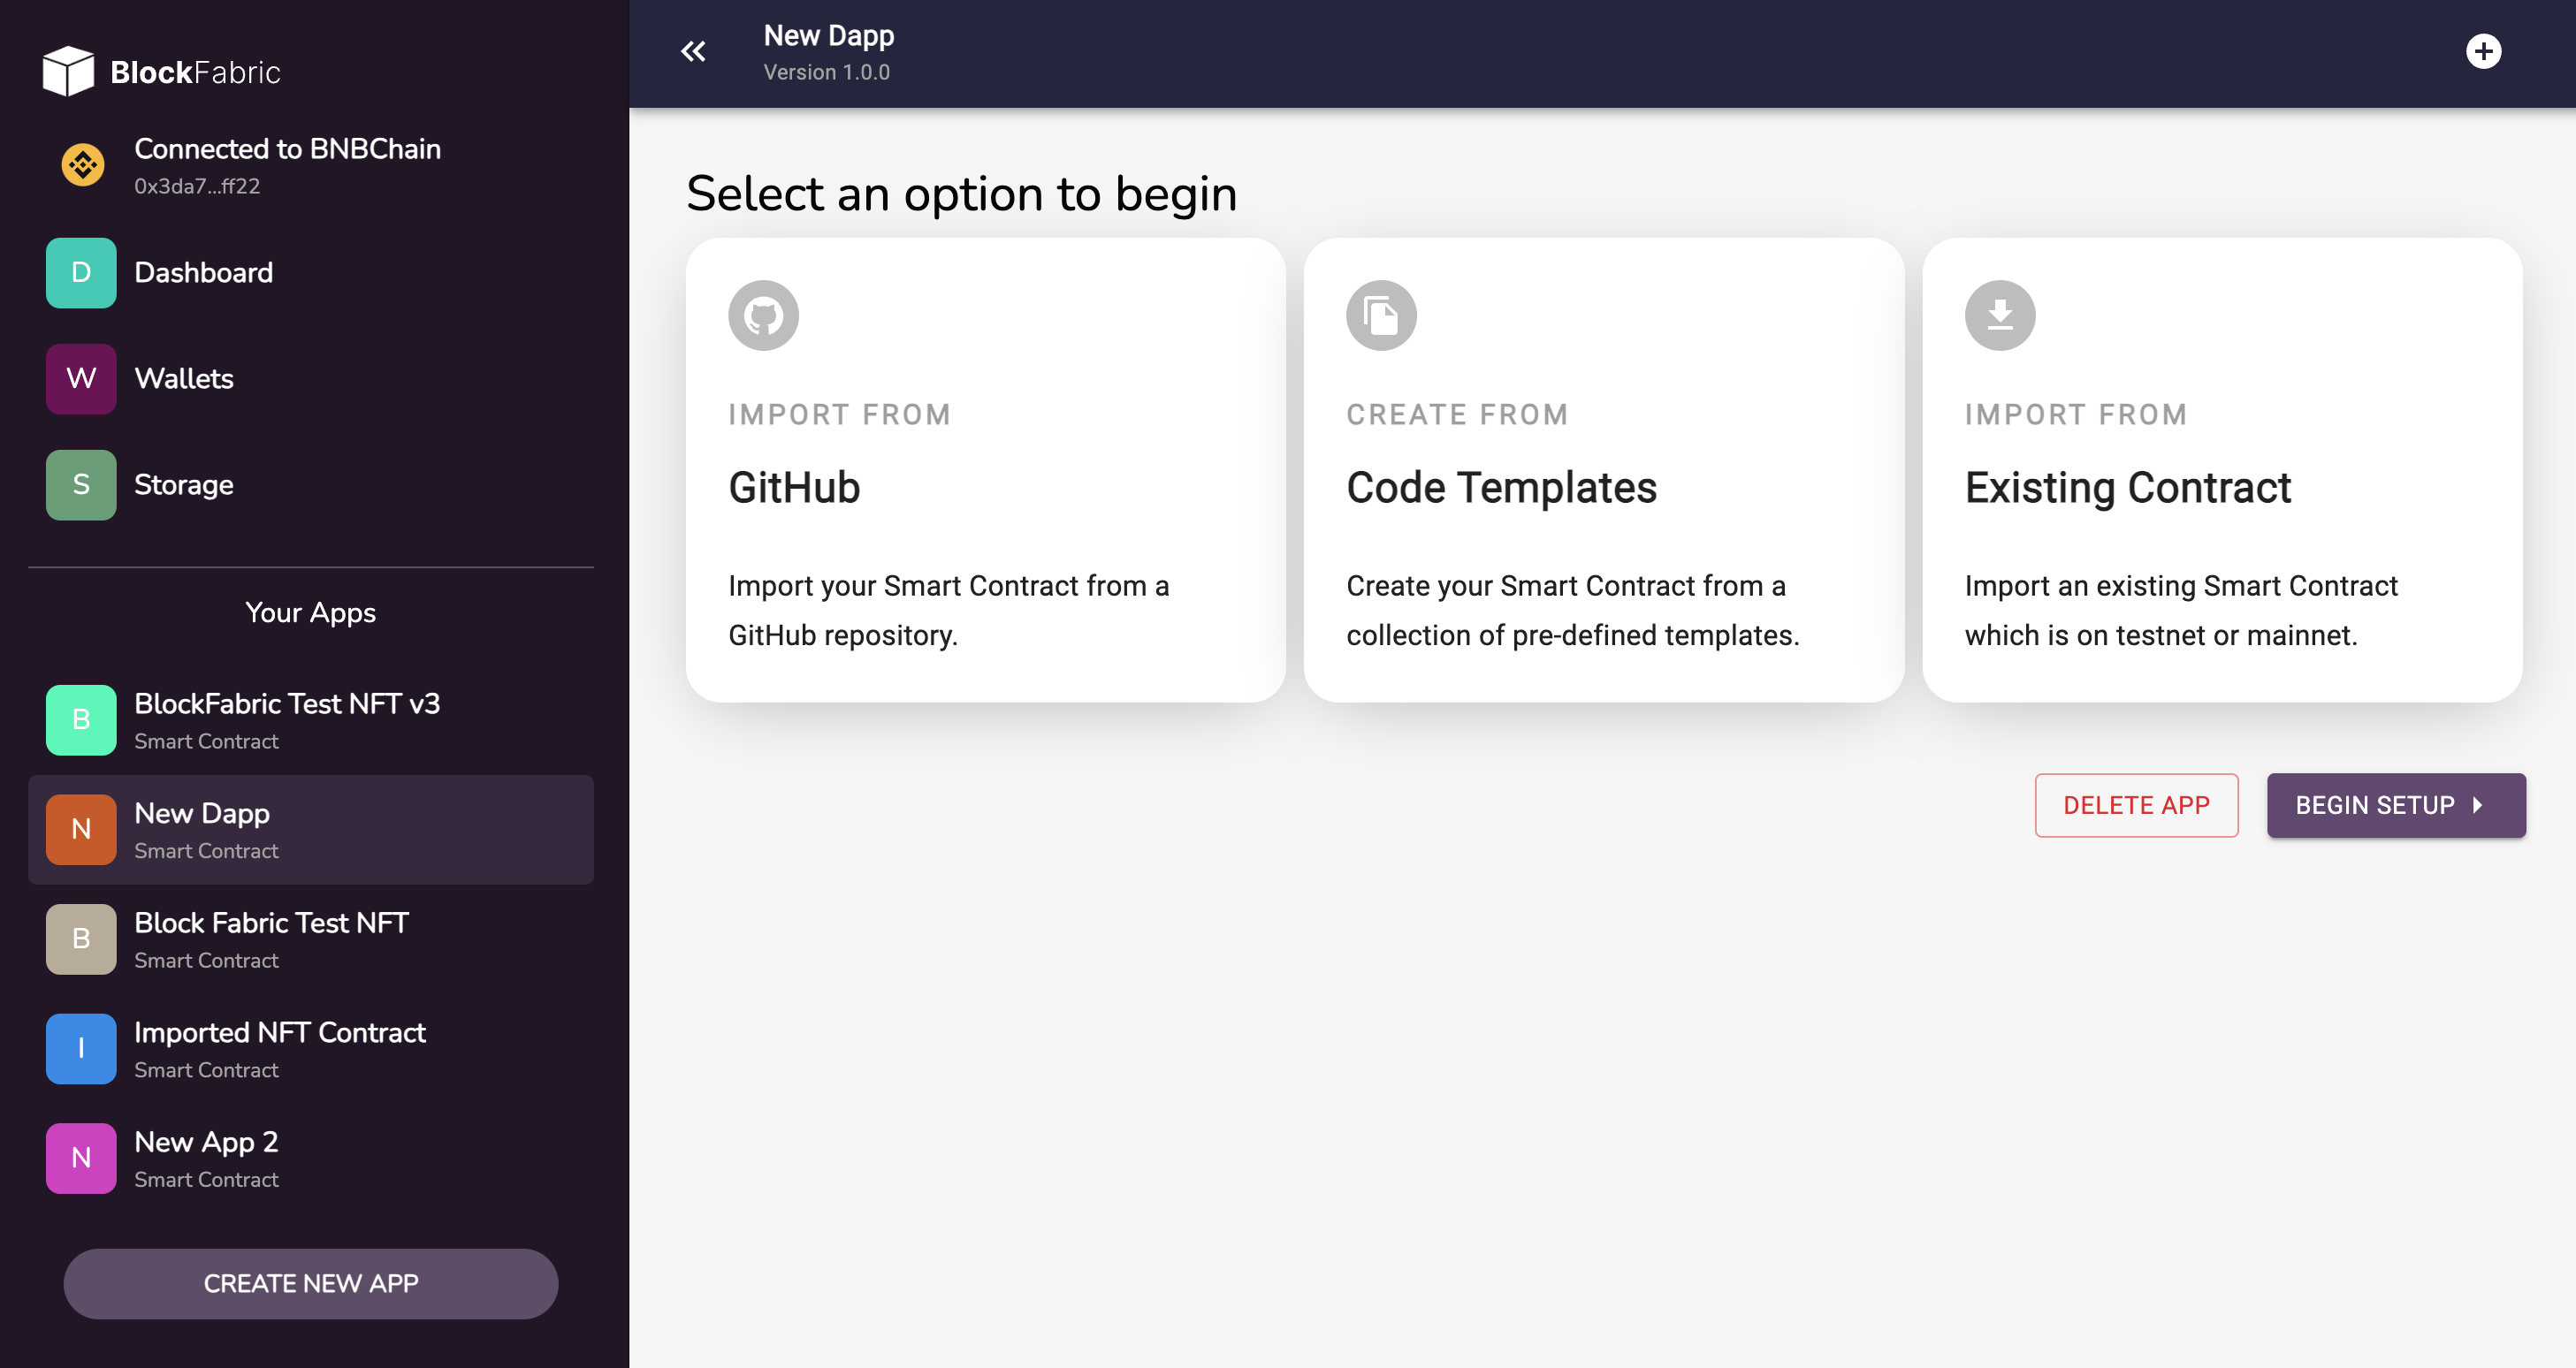 BlockFabric
Connected to BNBChain
0x3da7...ff22
D Dashboard
W Wallets
S Storage
Your Apps
B BlockFabric Test NFT v3
Smart Contract
N New Dapp
Smart Contract
B Block Fabric Test NFT
Smart Contract
I Imported NFT Contract
Smart Contract
N New App 2
Smart Contract
CREATE NEW APP
New Dapp
Version 1.0.0
Select an option to begin
IMPORT FROM
GitHub
Import your Smart Contract from a
GitHub repository.
CREATE FROM
Code Templates
Create your Smart Contract from a
collection of pre-defined templates.
IMPORT FROM
Existing Contract
Import an existing Smart Contract
which is on testnet or mainnet.
DELETE APP
BEGIN SETUP